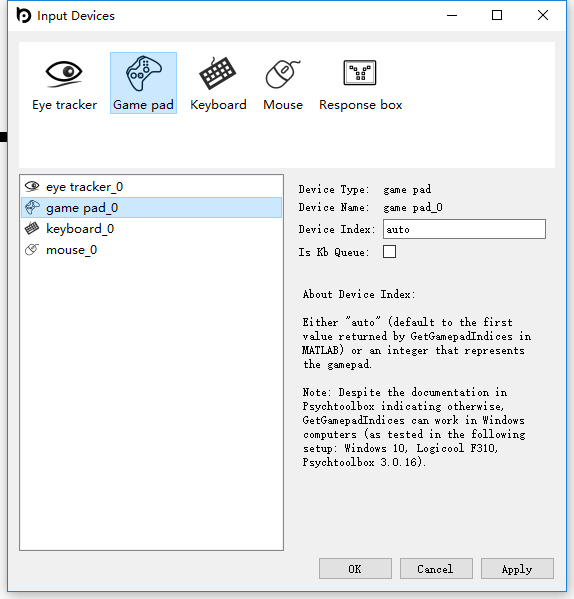 Input Devices
Eye tracker
Game pad
Keyboard
Mouse
Response box
eye tracker_0
game pad_0
keyboard_0
mouse_0
Device Type: game pad
Device Name: game pad_0
Device Index: auto
Is Kb Queue:
About Device Index:
Either "auto" (default to the first
value returned by GetGamepadIndices in
MATLAB) or an integer that represents
the gamepad.
Note: Despite the documentation in
Psychtoolbox indicating otherwise,
GetGamepadIndices can work in Windows
computers (as tested in the following
setup: Windows 10, Logicool F310,
Psychtoolbox 3.0.16).
OK
Cancel
Apply